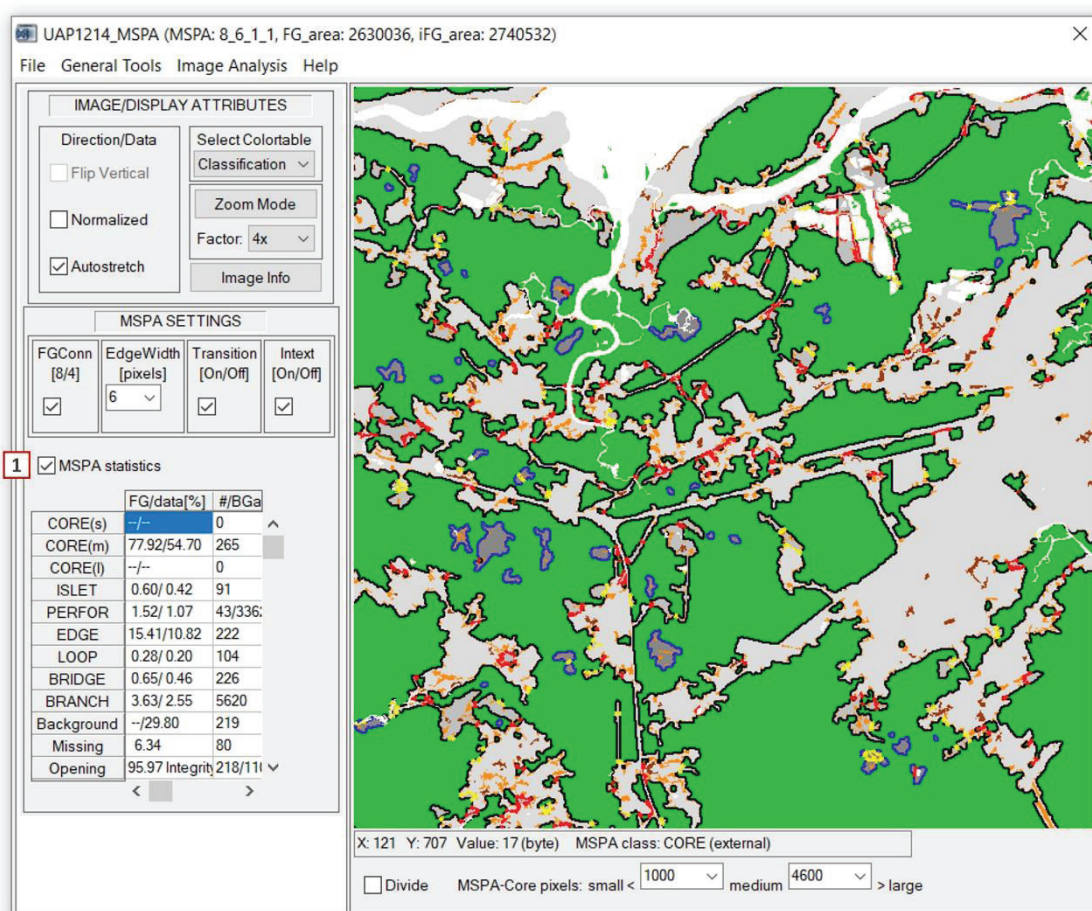 UAP1214_MSPA (MSPA: 8_6_1_1, FG_area: 2630036, iFG_area: 2740532)
File General Tools Image Analysis Help
IMAGE/DISPLAY ATTRIBUTES
Direction/Data
Flip Vertical
Normalized
Autostretch
Select Colortable
Classification
Zoom Mode
Factor: 4x
Image Info
MSPA SETTINGS
FGConn
[8/4]
EdgeWidth
[pixels]
6
Transition
[On/Off]
Intext
[On/Off]
1 MSPA statistics
FG/data[%] #/BGa
CORE(s) --/-- 0
CORE(m) 77.92/54.70 265
CORE(l) --/-- 0
ISLET 0.60/ 0.42 91
PERFOR 1.52/ 1.07 43/336
EDGE 15.41/10.82 222
LOOP 0.28/ 0.20 104
BRIDGE 0.65/ 0.46 226
BRANCH 3.63/ 2.55 5620
Background --/29.80 219
Missing 6.34 80
Opening 95.97 Integrity 218/11
X: 121 Y: 707 Value: 17 (byte) MSPA class: CORE (external)
Divide MSPA-Core pixels: small < 1000 medium 4600 > large